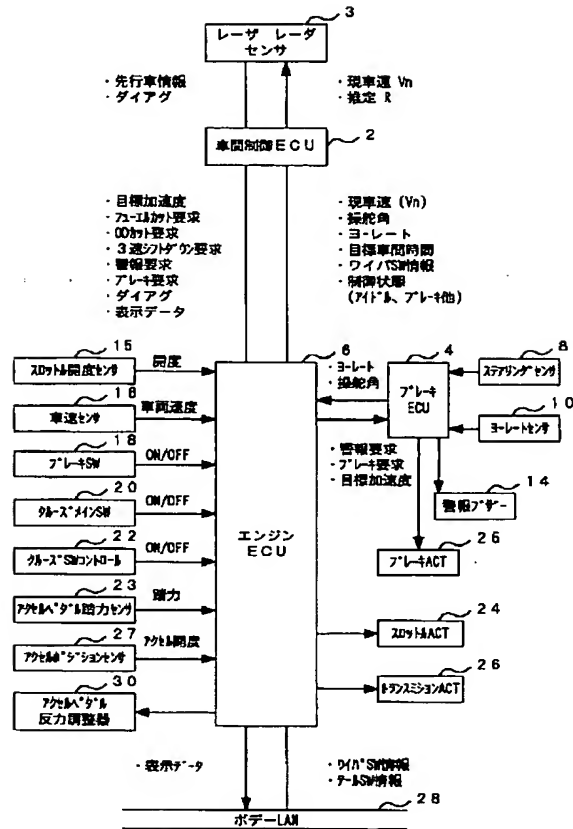 3
レーザ レーダ
センサ
・先行車情報
・ダイアグ
・現車速 Vn
・推定 R
2
車間制御ECU
・目標加速度
・フューエルカット要求
・ODカット要求
・3速シフトダウン要求
・警報要求
・ブレーキ要求
・ダイアグ
・表示データ
・現車速 (Vn)
・操舵角
・ヨーレート
・目標車間時間
・ワイパSW情報
・制御状態
(アイドル、ブレーキ他)
15
スロットル開度センサ
開度
16
車速センサ
車両速度
18
ブレーキSW
ON/OFF
20
クルーズメインSW
ON/OFF
22
クルーズSWコントロール
ON/OFF
23
アクセルペダル踏力センサ
踏力
27
アクセルポジションセンサ
アクセル開度
30
アクセルペダル
反力調整器
6
エンジン
ECU
・ヨーレート
・操舵角
4
ブレーキ
ECU
8
ステアリングセンサ
10
ヨーレートセンサ
・警報要求
・ブレーキ要求
・目標加速度
14
警報ブザー
26
ブレーキACT
24
スロットルACT
26
トランスミションACT
・表示データ
・ワイパSW情報
・テールSW情報
28
ボデーLAN